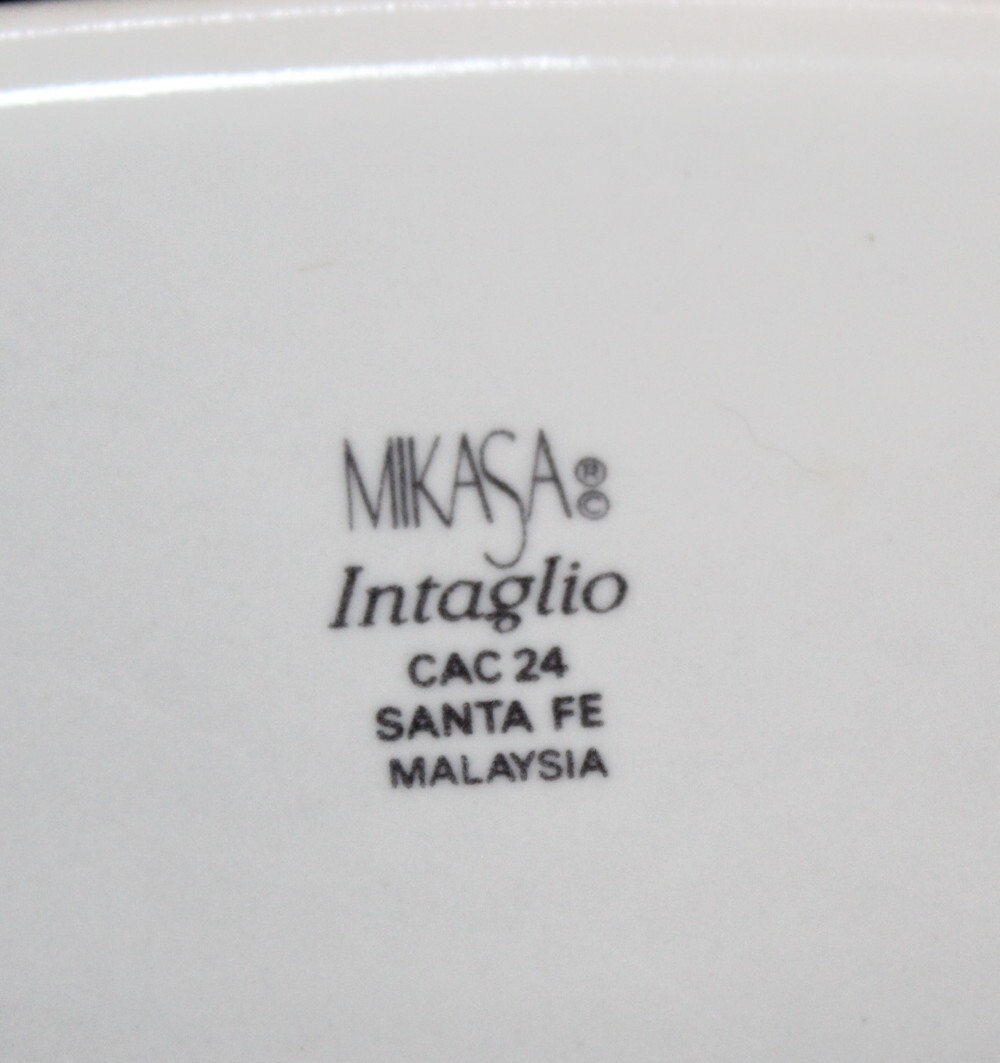 MIKASA ® ©
Intaglio
CAC 24
SANTA FE
MALAYSIA